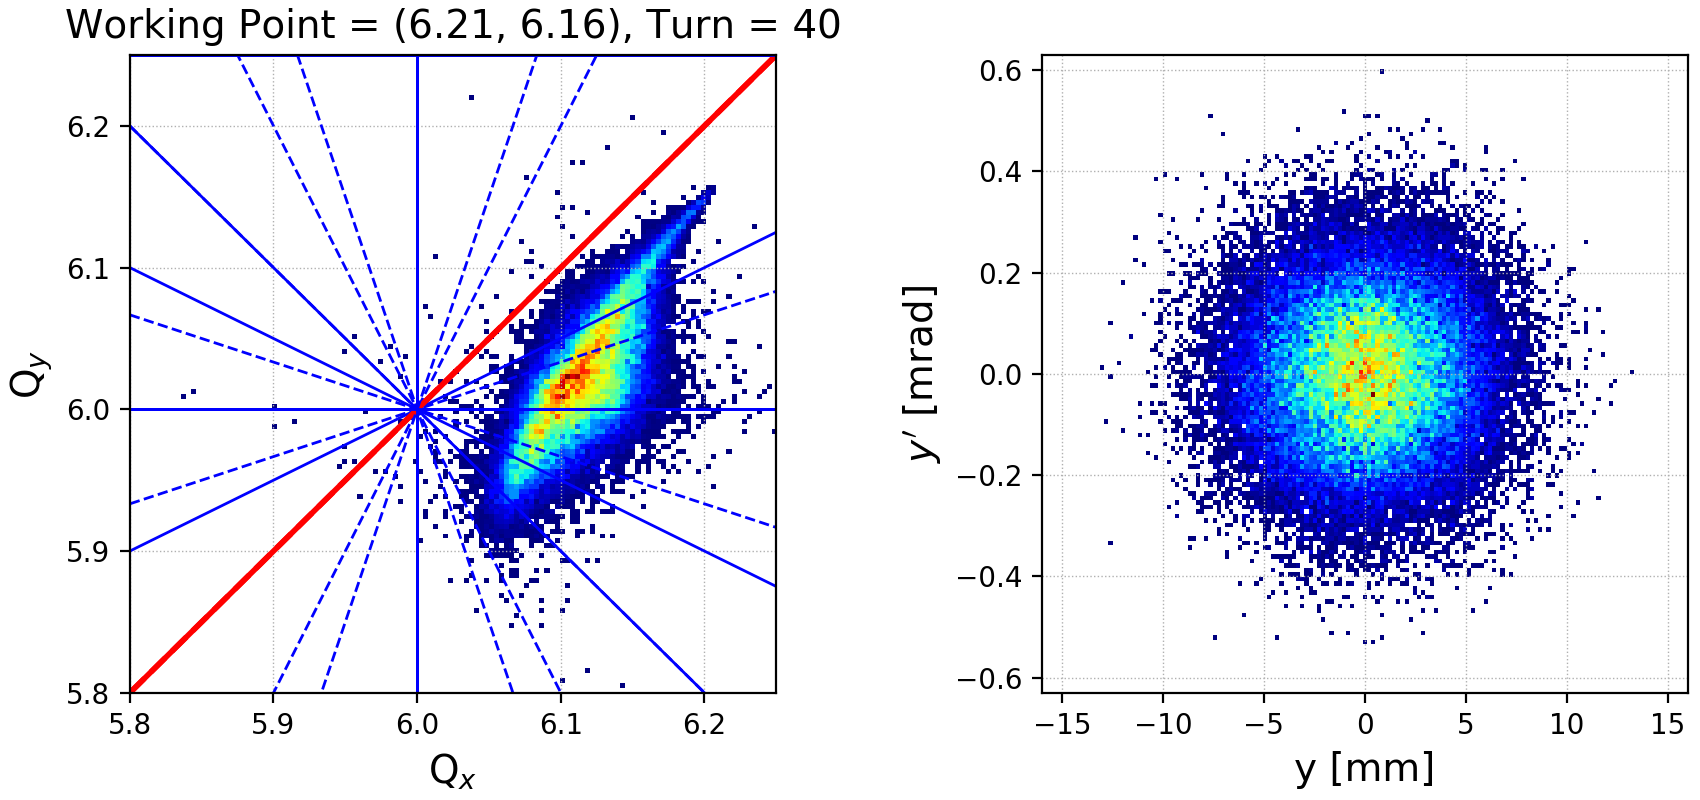 Working Point = (6.21, 6.16), Turn = 40
6.2
6.1
6.0
5.9
5.8
Q_y
5.8 5.9 6.0 6.1 6.2
Q_x
0.6
0.4
0.2
0.0
−0.2
−0.4
−0.6
y′ [mrad]
−15 −10 −5 0 5 10 15
y [mm]